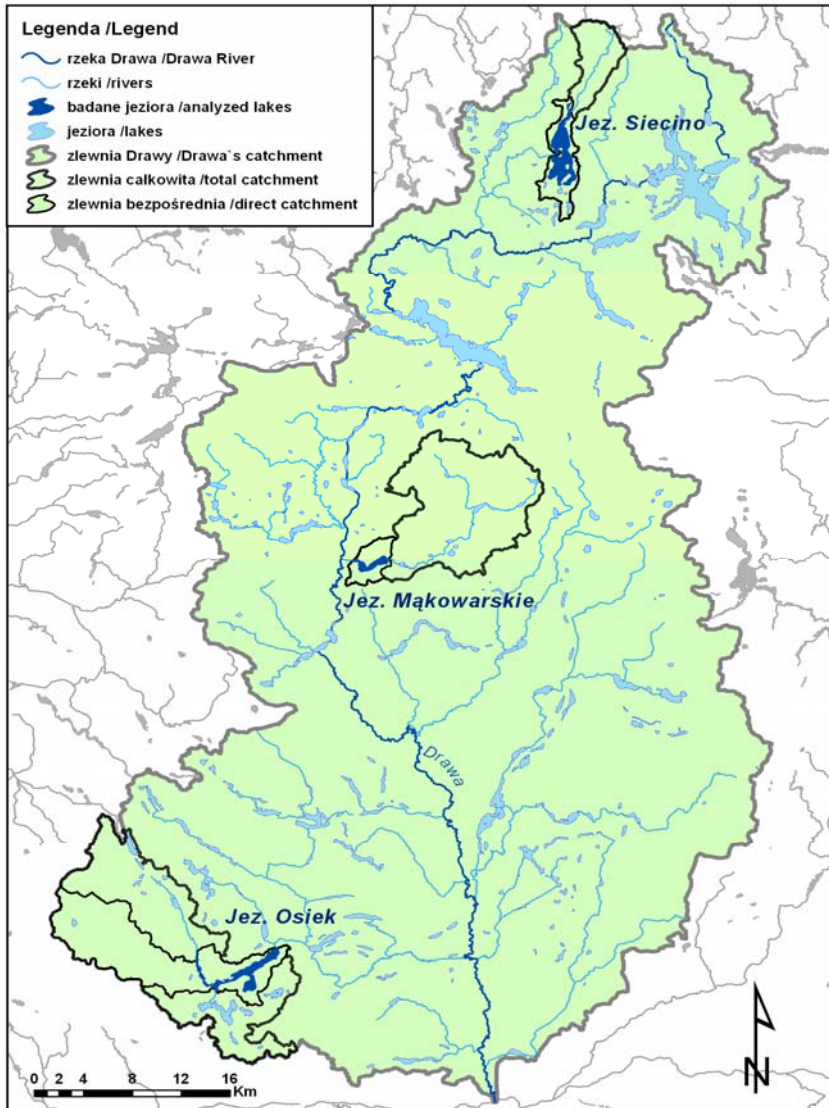 Legenda /Legend
rzeka Drawa /Drawa River
rzeki /rivers
badane jeziora /analyzed lakes
jeziora /lakes
zlewnia Drawy /Drawa`s catchment
zlewnia całkowita /total catchment
zlewnia bezpośrednia /direct catchment
Jez. Siecino
Jez. Mąkowarskie
Drawa
Jez. Osiek
N
0 2 4 8 12 16
Km